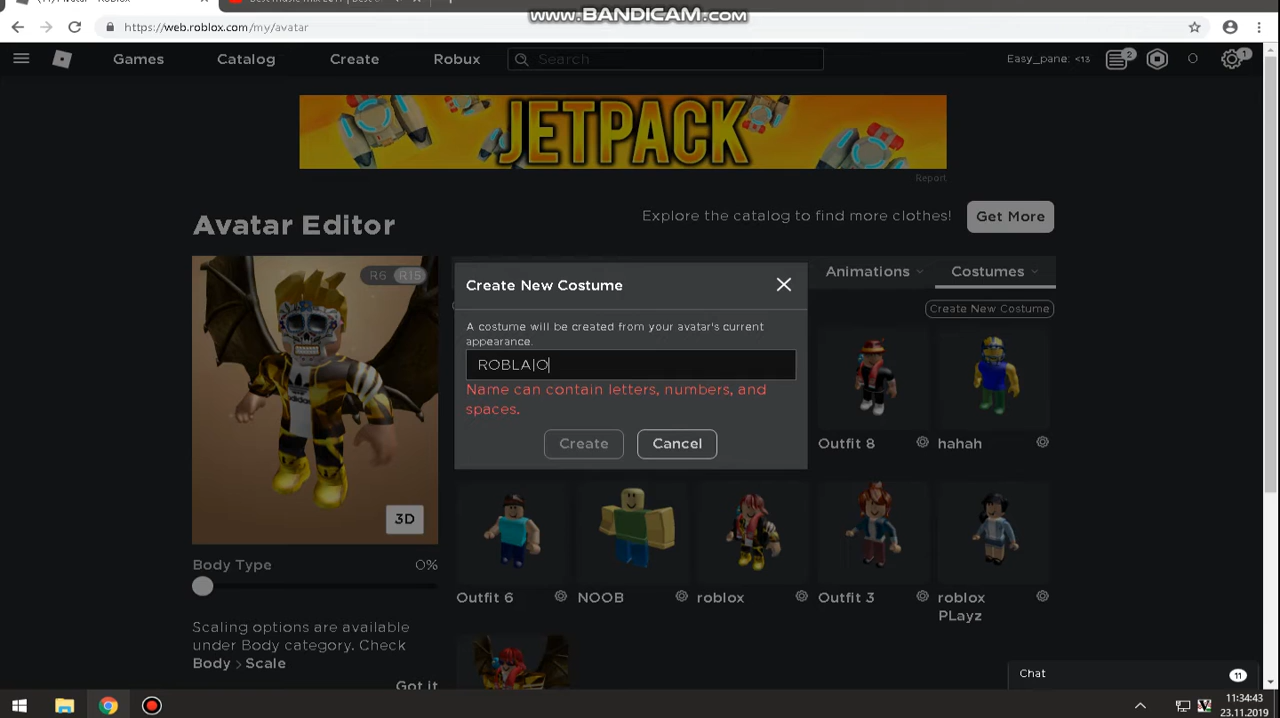 WWW.BANDICAM.COM
https://web.roblox.com/my/avatar
Games Catalog Create Robux Search Easy_pane: <13 2 1
JETPACK
Report
Avatar Editor
Explore the catalog to find more clothes! Get More
R6 R15
Animations Costumes
Create New Costume
Create New Costume
A costume will be created from your avatar's current
appearance.
ROBLA|O
Name can contain letters, numbers, and
spaces.
Create Cancel
Outfit 8 hahah
3D
Body Type 0%
Outfit 6 NOOB roblox Outfit 3 roblox
PLayz
Scaling options are available
under Body category. Check
Body > Scale
Got it
Chat 11
11:34:43
23.11.2019